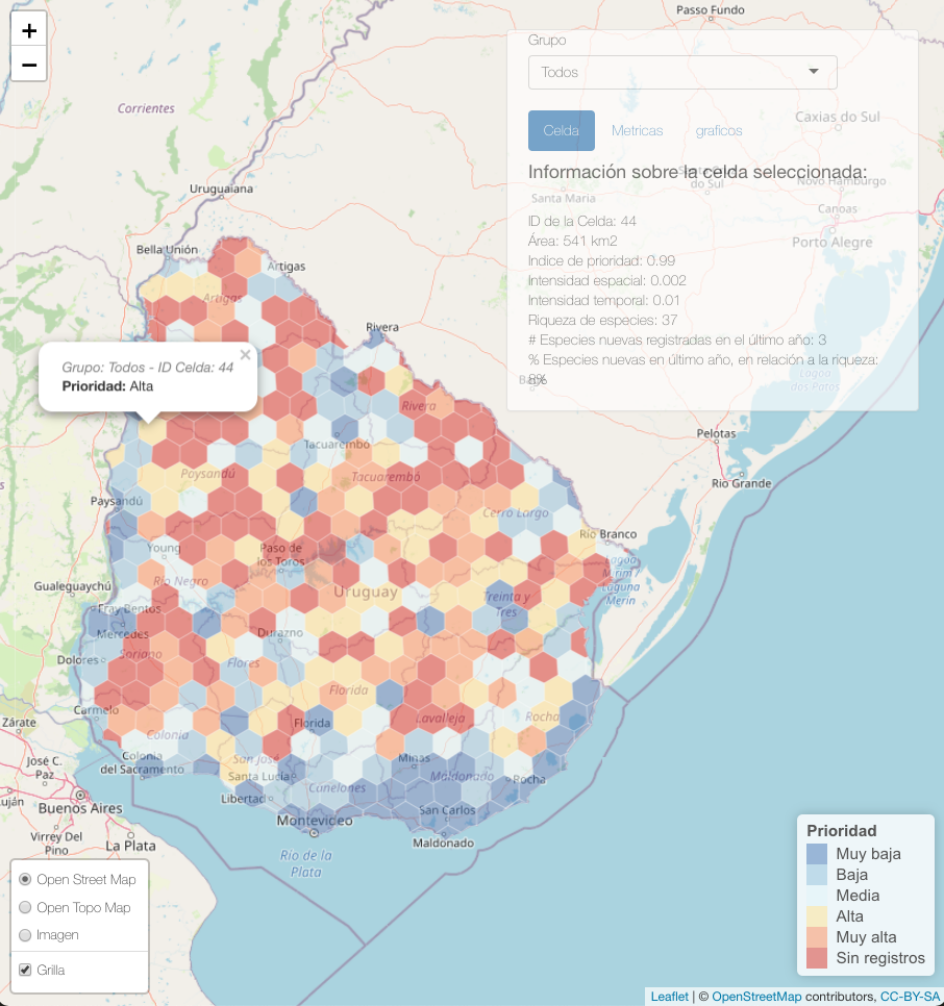 +
−
Passo Fundo
Grupo
Todos
Celda
Metricas
graficos
Caxias do Sul
Corrientes
Información sobre la celda seleccionada:
do Sul
Novo Hamburgo
Uruguaiana
Santa Maria
Canoas
ID de la Celda: 44
Área: 541 km2
Porto Alegre
Indice de prioridad: 0.99
Intensidad espacial: 0.002
Intensidad temporal: 0.01
Riqueza de especies: 37
# Especies nuevas registradas en el último año: 3
% Especies nuevas en último año, en relación a la riqueza:
8%
Lagoa
dos Patos
Bella Unión
Artigas
Artigas
Rivera
×
Grupo: Todos - ID Celda: 44
Prioridad: Alta
Rivera
Pelotas
Tacuarembó
Paysandú
Tacuarembó
Rio Grande
Paysandú
Cerro Largo
Río Branco
Young
Paso de
los Toros
Lagoa
Mirim
Laguna
Merín
Río Negro
Gualeguaychú
Uruguay
Treinta y
Tres
Fray Bentos
Mercedes
Durazno
Soriano
Dolores
Flores
Florida
Carmelo
Zárate
Florida
Lavalleja
Rocha
Colonia
Colonia
del Sacramento
San José
Santa Lucía
Minas
Maldonado
Rocha
José C.
Paz
Canelones
Libertad
Buenos Aires
San Carlos
Montevideo
Maldonado
Virrey Del
Pino
La Plata
Río de la
Plata
Open Street Map
Open Topo Map
Imagen
Grilla
Prioridad
Muy baja
Baja
Media
Alta
Muy alta
Sin registros
Leaflet | © OpenStreetMap contributors, CC-BY-SA